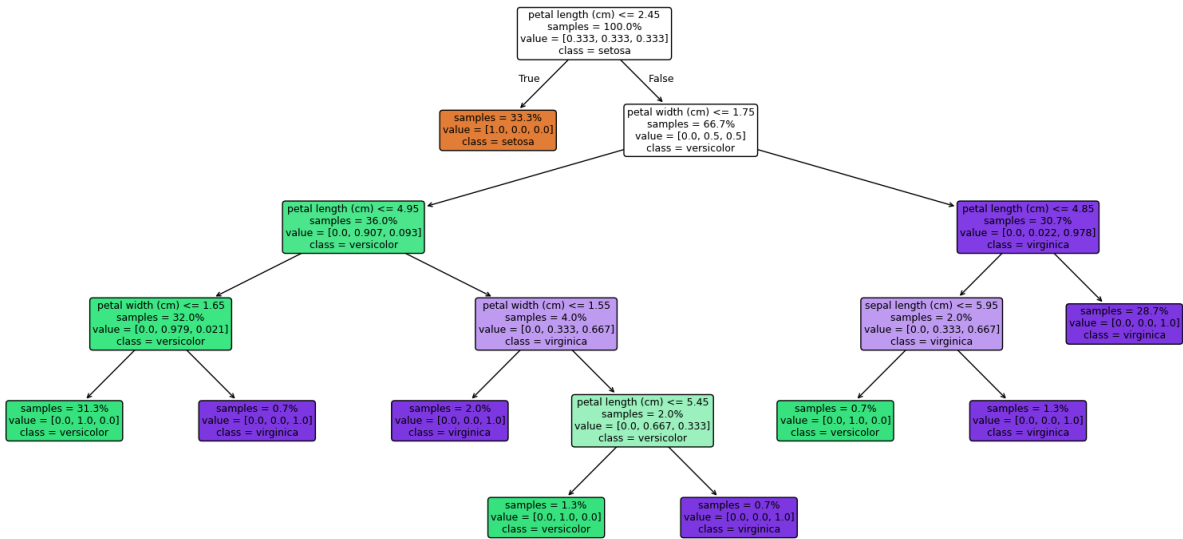 petal length (cm) <= 2.45
samples = 100.0%
value = [0.333, 0.333, 0.333]
class = setosa
True
False
samples = 33.3%
value = [1.0, 0.0, 0.0]
class = setosa
petal width (cm) <= 1.75
samples = 66.7%
value = [0.0, 0.5, 0.5]
class = versicolor
petal length (cm) <= 4.95
samples = 36.0%
value = [0.0, 0.907, 0.093]
class = versicolor
petal length (cm) <= 4.85
samples = 30.7%
value = [0.0, 0.022, 0.978]
class = virginica
petal width (cm) <= 1.65
samples = 32.0%
value = [0.0, 0.979, 0.021]
class = versicolor
petal width (cm) <= 1.55
samples = 4.0%
value = [0.0, 0.333, 0.667]
class = virginica
sepal length (cm) <= 5.95
samples = 2.0%
value = [0.0, 0.333, 0.667]
class = virginica
samples = 28.7%
value = [0.0, 0.0, 1.0]
class = virginica
samples = 31.3%
value = [0.0, 1.0, 0.0]
class = versicolor
samples = 0.7%
value = [0.0, 0.0, 1.0]
class = virginica
samples = 2.0%
value = [0.0, 0.0, 1.0]
class = virginica
petal length (cm) <= 5.45
samples = 2.0%
value = [0.0, 0.667, 0.333]
class = versicolor
samples = 0.7%
value = [0.0, 1.0, 0.0]
class = versicolor
samples = 1.3%
value = [0.0, 0.0, 1.0]
class = virginica
samples = 1.3%
value = [0.0, 1.0, 0.0]
class = versicolor
samples = 0.7%
value = [0.0, 0.0, 1.0]
class = virginica